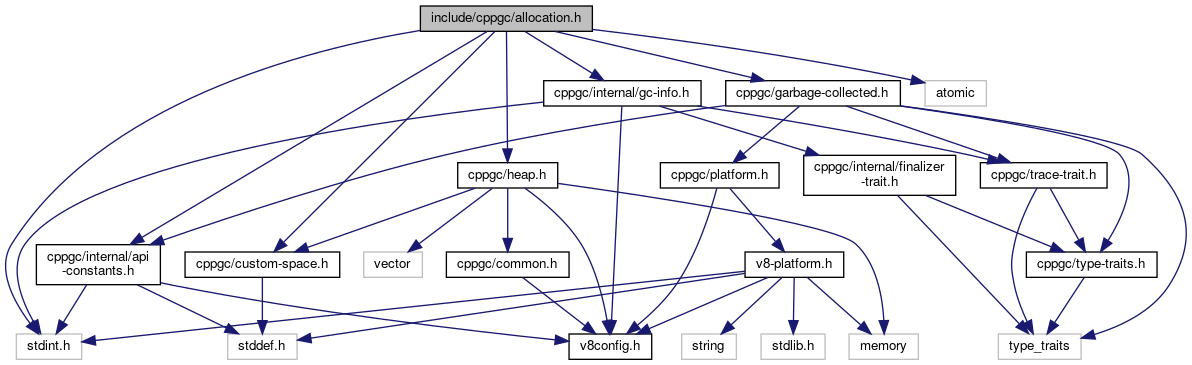 include/cppgc/allocation.h
cppgc/internal/gc-info.h
cppgc/garbage-collected.h
atomic
cppgc/heap.h
cppgc/platform.h
cppgc/internal/finalizer
-trait.h
cppgc/trace-trait.h
cppgc/internal/api
-constants.h
cppgc/custom-space.h
vector
cppgc/common.h
v8-platform.h
cppgc/type-traits.h
stdint.h
stddef.h
v8config.h
string
stdlib.h
memory
type_traits